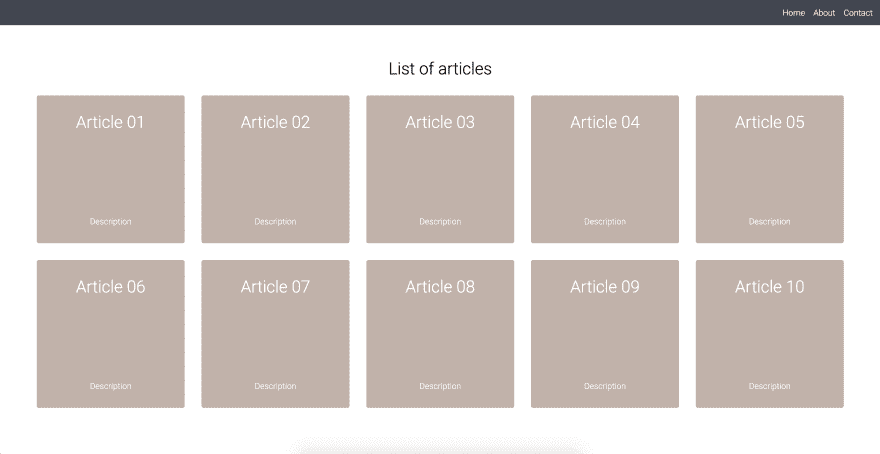 Home About Contact
List of articles
Article 01 Article 02 Article 03 Article 04 Article 05
Description Description Description Description Description
Article 06 Article 07 Article 08 Article 09 Article 10
Description Description Description Description Description